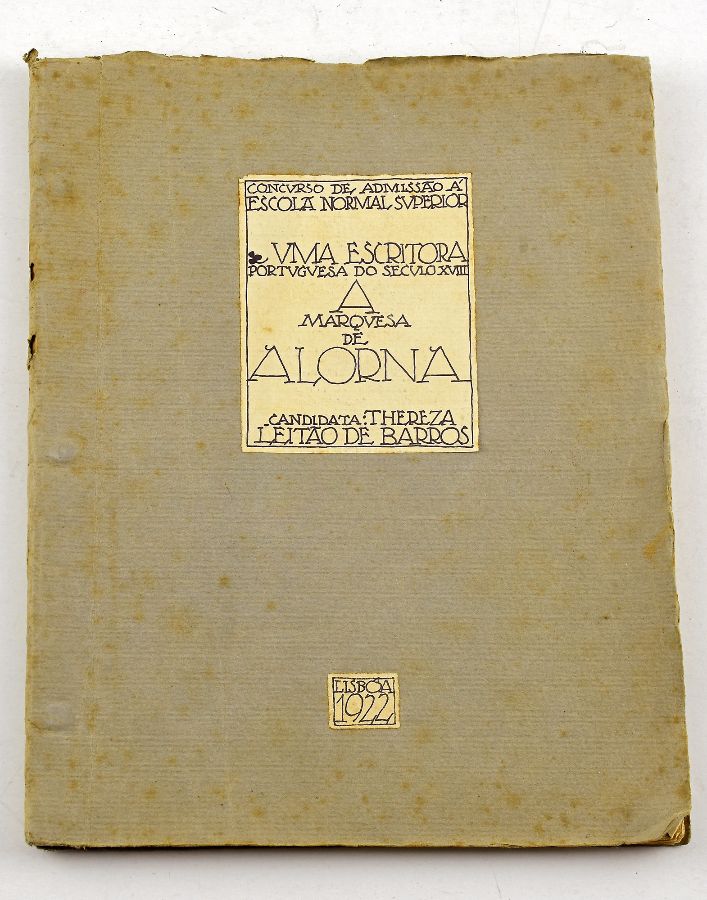 CONCVRSO DE ADMISSÃO Á
ESCOLA NORMAL SVPERIOR
VMA ESCRITORA
PORTVGVESA DO SECULO XVIII
A
MARQVESA
DE
ALORNA
CANDIDATA: THEREZA
LEITÃO DE BARROS
LISBOA
1922